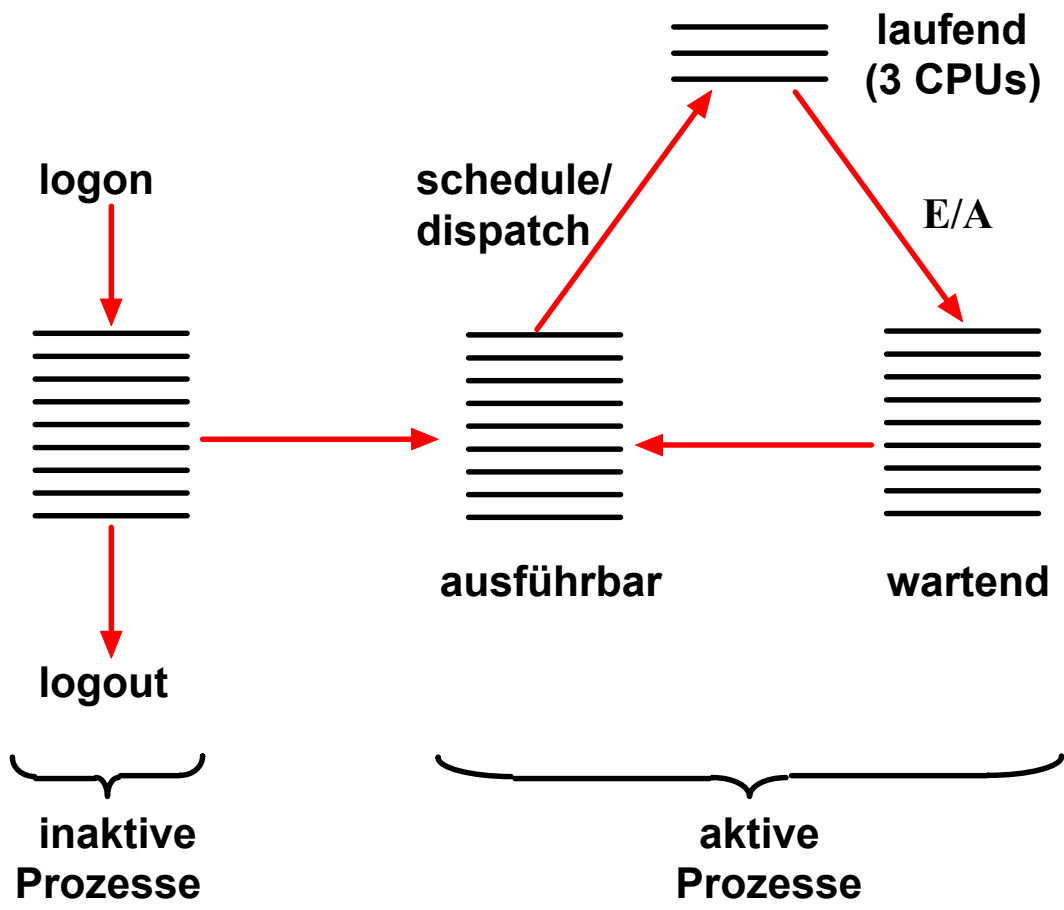 laufend
(3 CPUs)
logon
schedule/
dispatch
E/A
ausführbar
wartend
logout
inaktive
Prozesse
aktive
Prozesse